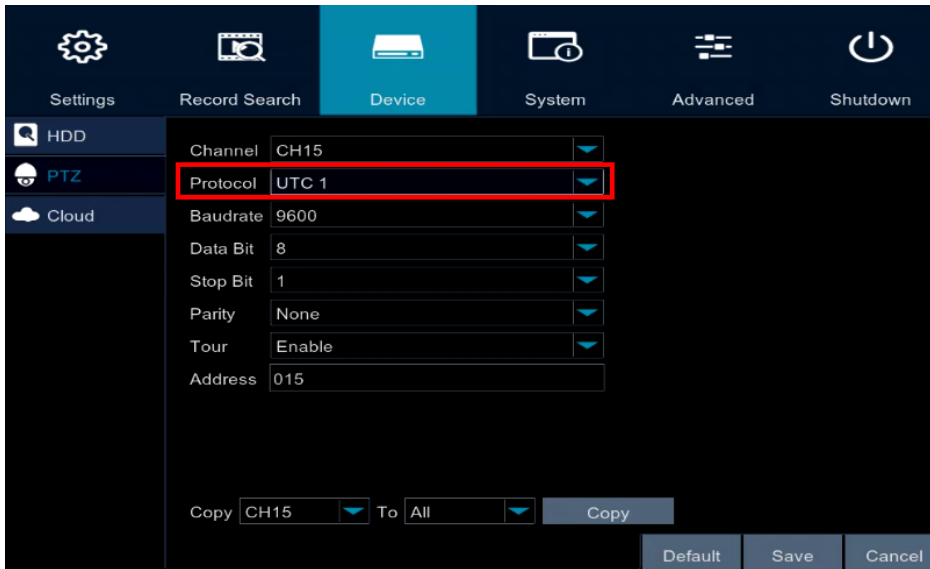 Settings Record Search Device System Advanced Shutdown
HDD
PTZ
Cloud
Channel CH15
Protocol UTC 1
Baudrate 9600
Data Bit 8
Stop Bit 1
Parity None
Tour Enable
Address 015
Copy CH15 To All Copy
Default Save Cancel